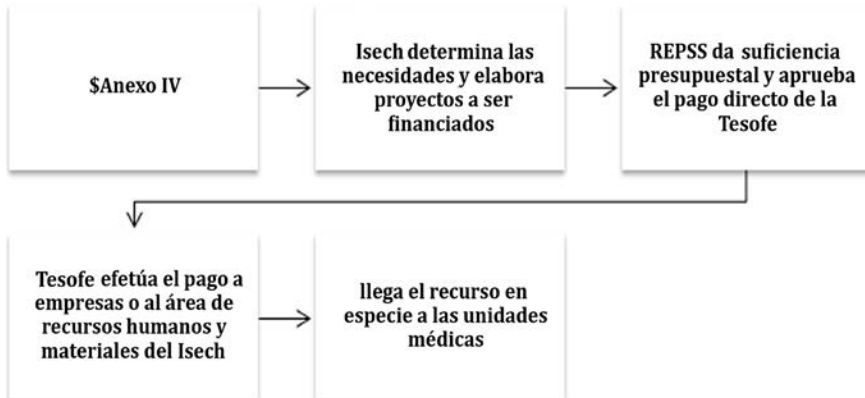 $Anexo IV
Isech determina las
necesidades y elabora
proyectos a ser
financiados
REPSS da suficiencia
presupuestal y aprueba
el pago directo de la
Tesofe
Tesofe efetúa el pago a
empresas o al área de
recursos humanos y
materiales del Isech
llega el recurso en
especie a las unidades
médicas